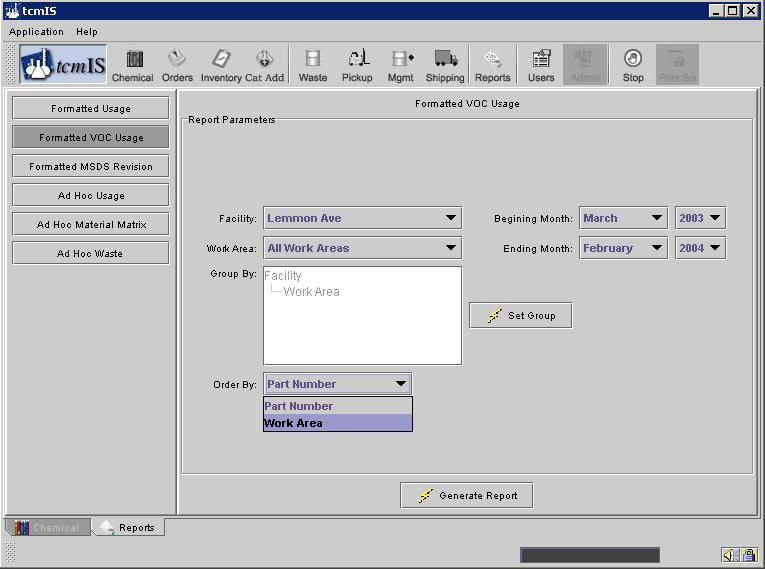 tcmIS
Application Help
tcmIS
Chemical Orders Inventory Cat Add Waste Pickup Mgmt Shipping Reports Users Admin Stop Print Scr
Formatted Usage
Formatted VOC Usage
Formatted MSDS Revision
Ad Hoc Usage
Ad Hoc Material Matrix
Ad Hoc Waste
Formatted VOC Usage
Report Parameters
Facility: Lemmon Ave Begining Month: March 2003
Work Area: All Work Areas Ending Month: February 2004
Group By: Facility
Work Area
Set Group
Order By: Part Number
Part Number
Work Area
Generate Report
Chemical Reports